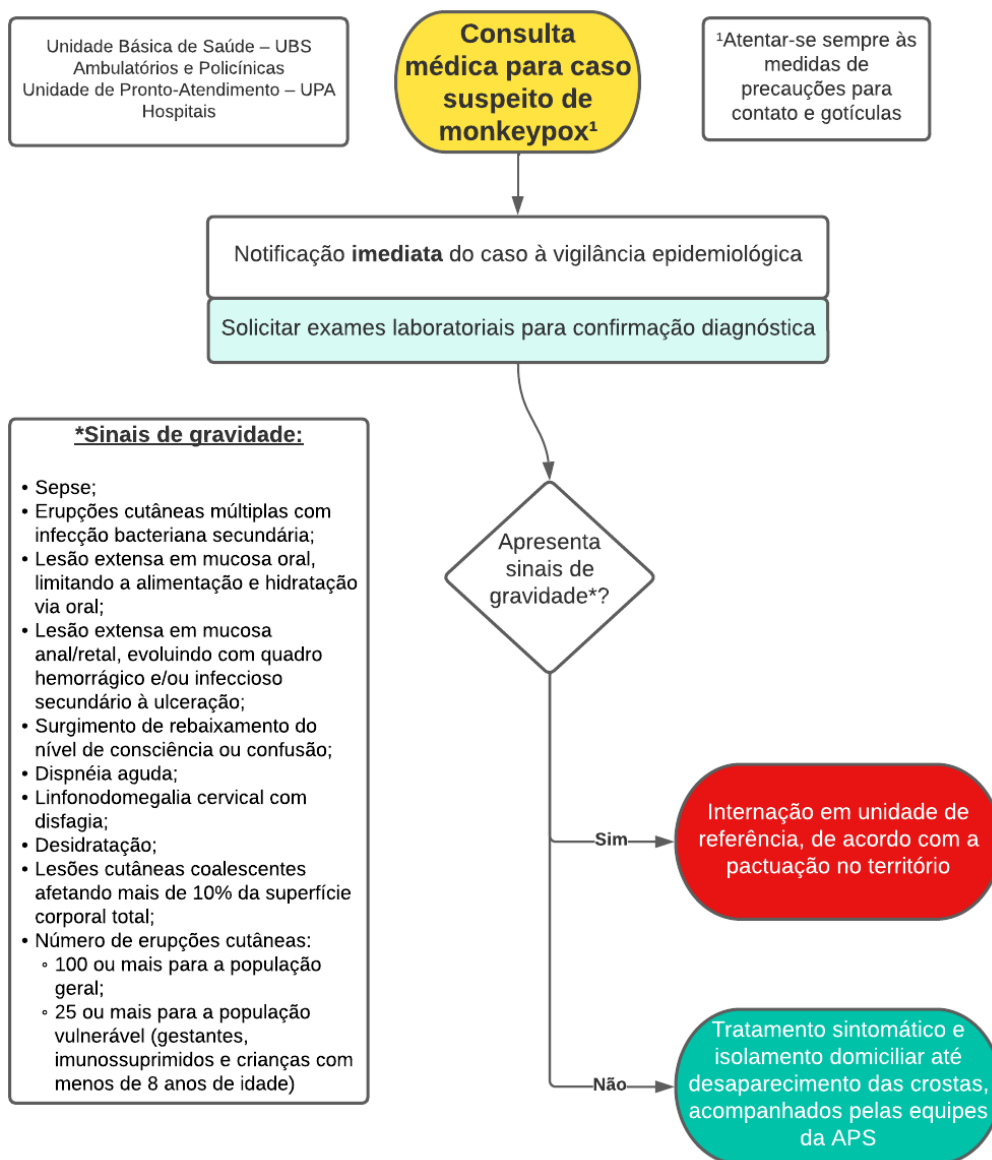 Unidade Básica de Saúde – UBS
Ambulatórios e Policínicas
Unidade de Pronto-Atendimento – UPA
Hospitais
Consulta
médica para caso
suspeito de
monkeypox¹
¹Atentar-se sempre às
medidas de
precauções para
contato e gotículas
Notificação imediata do caso à vigilância epidemiológica
Solicitar exames laboratoriais para confirmação diagnóstica
*Sinais de gravidade:
• Sepse;
• Erupções cutâneas múltiplas com
infecção bacteriana secundária;
• Lesão extensa em mucosa oral,
limitando a alimentação e hidratação
via oral;
• Lesão extensa em mucosa
anal/retal, evoluindo com quadro
hemorrágico e/ou infeccioso
secundário à ulceração;
• Surgimento de rebaixamento do
nível de consciência ou confusão;
• Dispnéia aguda;
• Linfonodomegalia cervical com
disfagia;
• Desidratação;
• Lesões cutâneas coalescentes
afetando mais de 10% da superfície
corporal total;
• Número de erupções cutâneas:
◦ 100 ou mais para a população
geral;
◦ 25 ou mais para a população
vulnerável (gestantes,
imunossuprimidos e crianças com
menos de 8 anos de idade)
Apresenta
sinais de
gravidade*?
Sim
Internação em unidade de
referência, de acordo com a
pactuação no território
Não
Tratamento sintomático e
isolamento domiciliar até
desaparecimento das crostas,
acompanhados pelas equipes
da APS